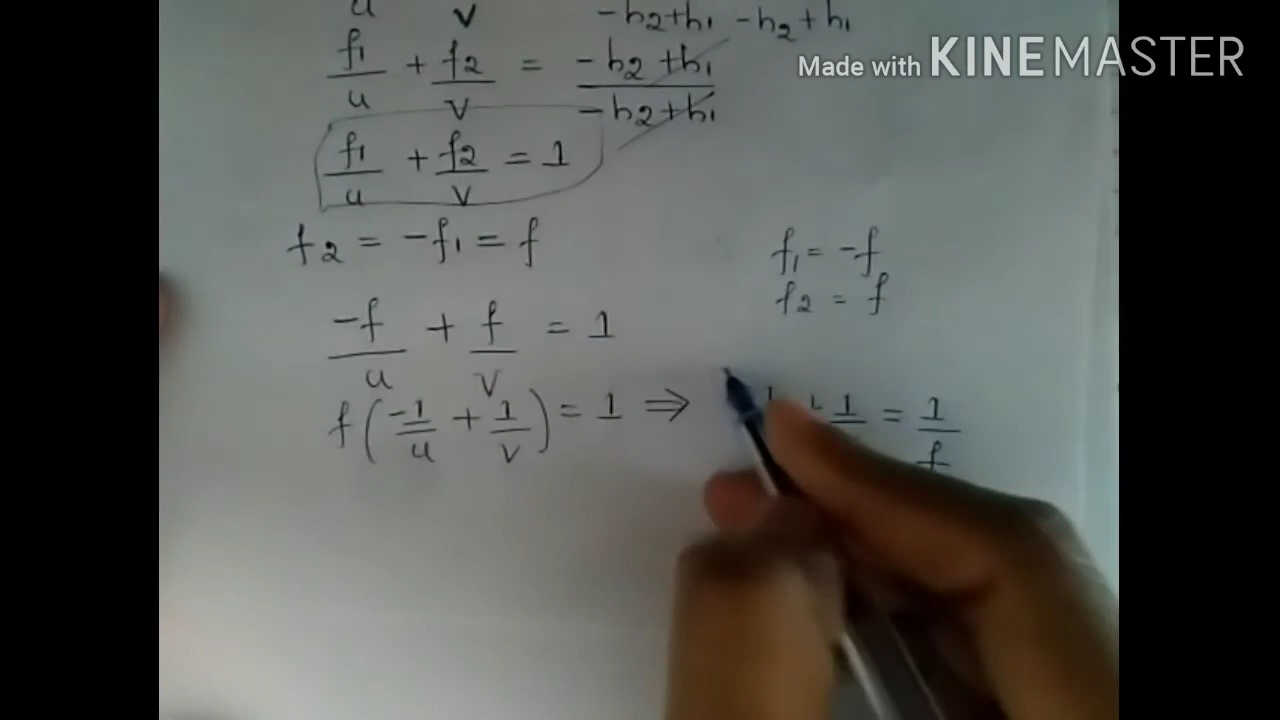 u v -h2+h1 -h2+h1
f1/u + f2/v = -h2+h1/-h2+h1
Made with KINEMASTER
f1/u + f2/v = 1
f2 = -f1 = f
f1 = -f
f2 = f
-f/u + f/v = 1
f(-1/u + 1/v) = 1 ⇒ + 1 = 1/f